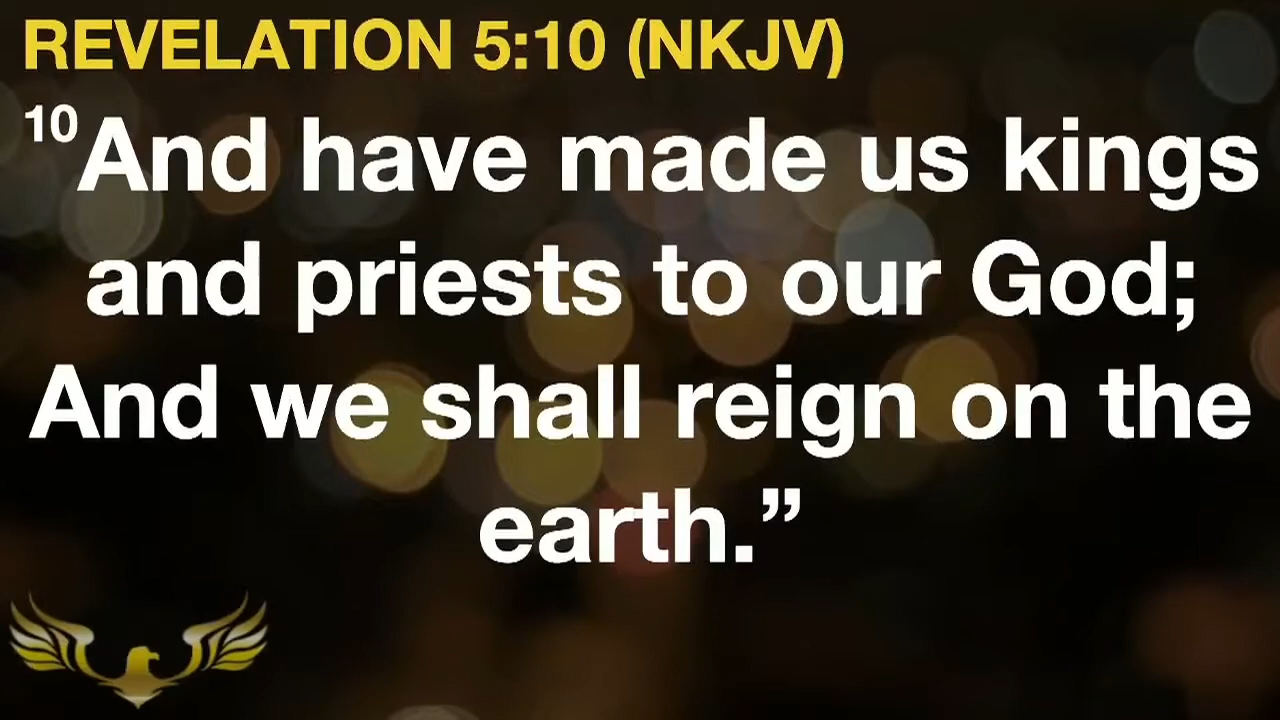 REVELATION 5:10 (NKJV)
10And have made us kings
and priests to our God;
And we shall reign on the
earth.”